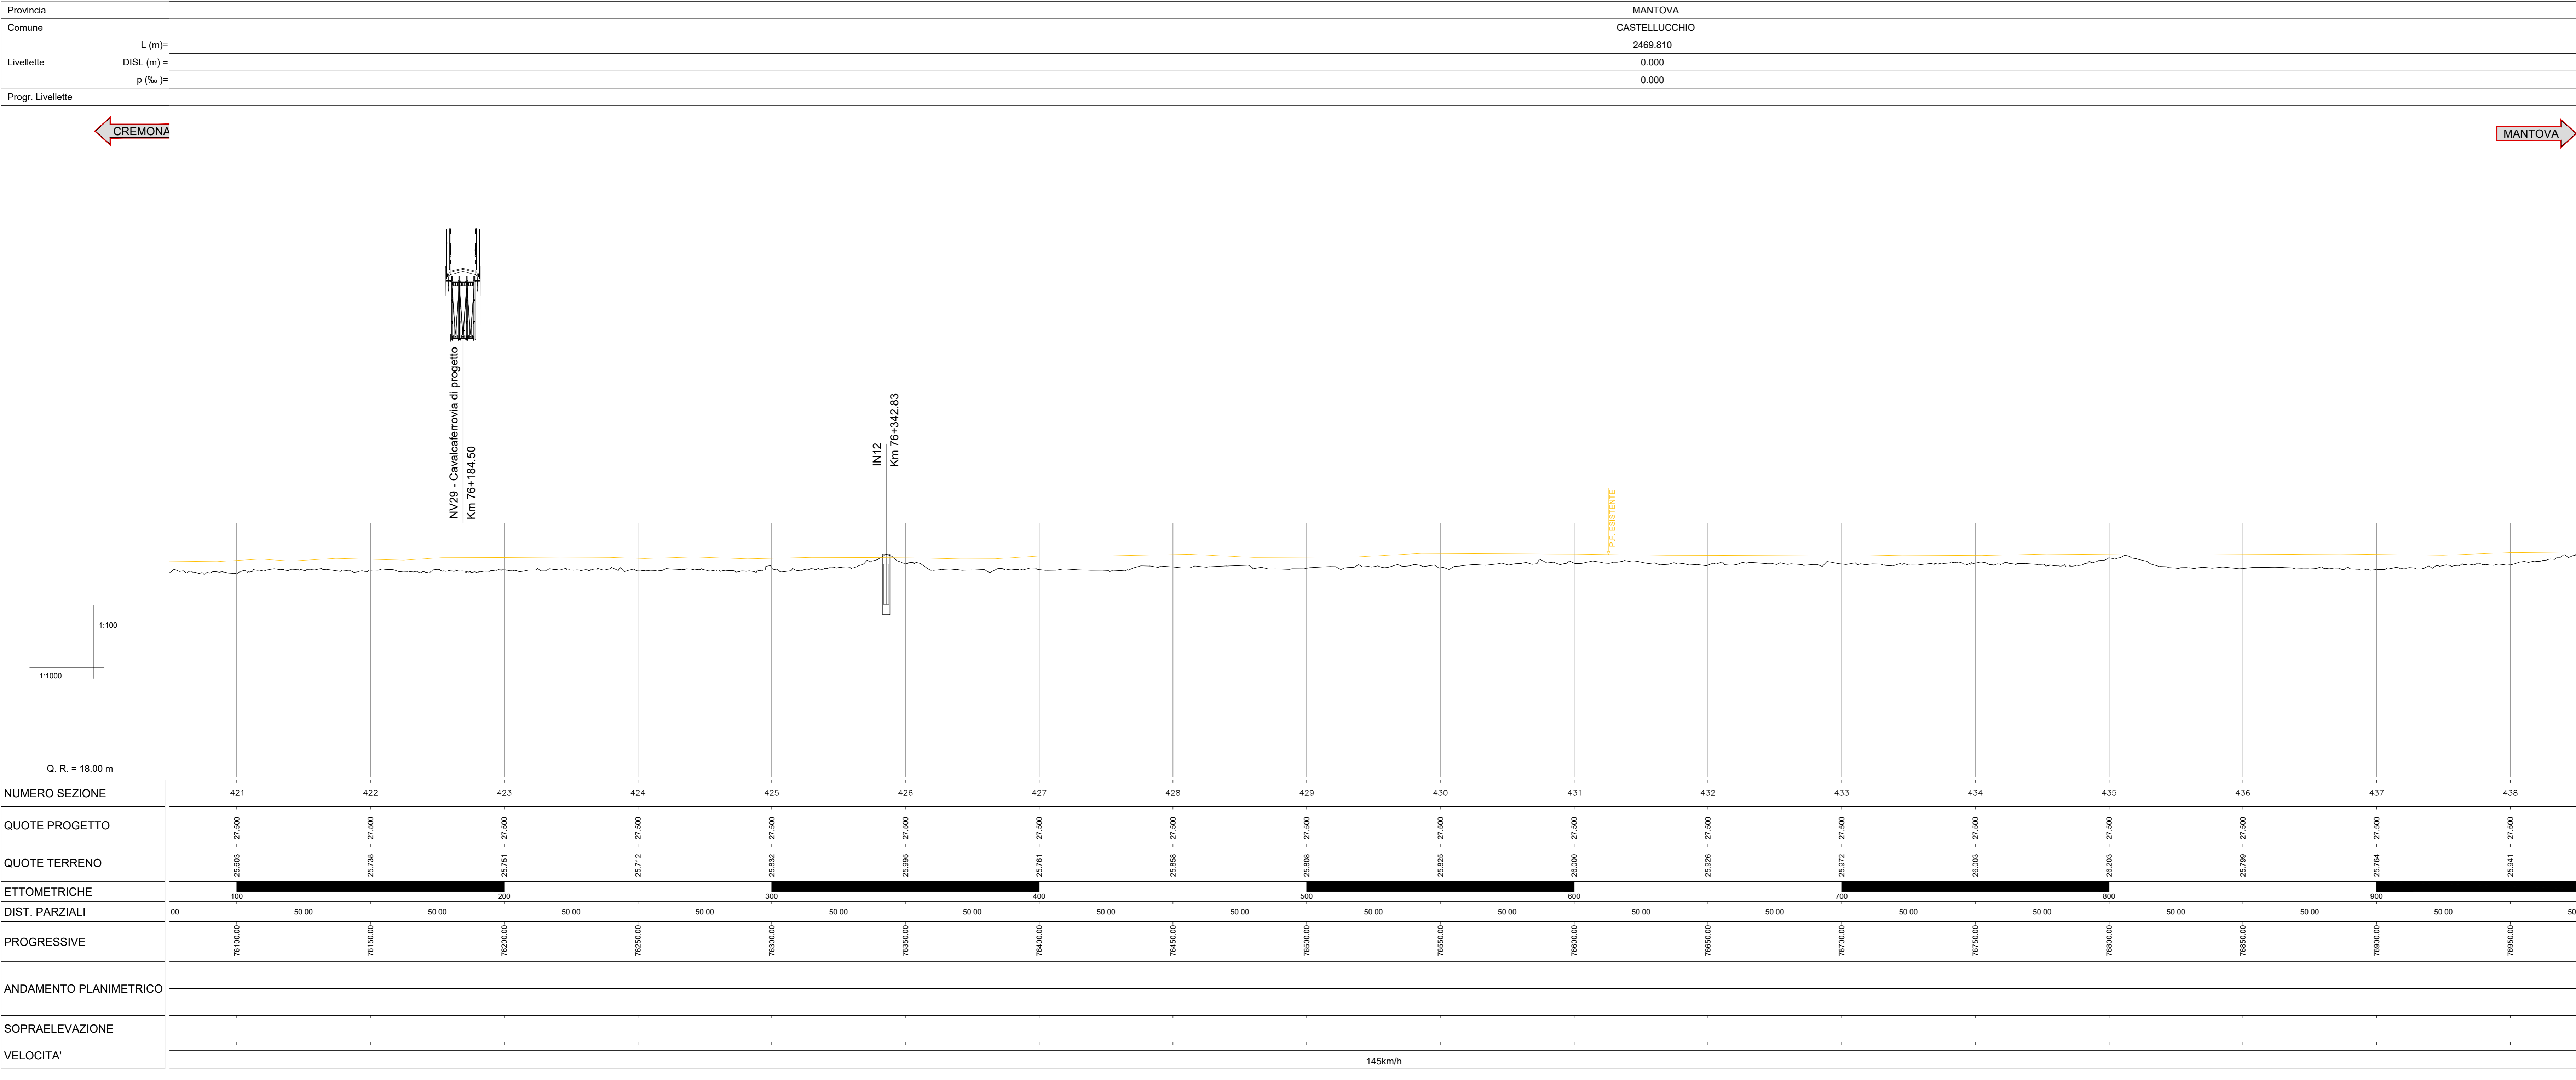 Provincia MANTOVA
Comune CASTELLUCCHIO
L (m)= 2469.810
Livellette DISL (m) = 0.000
p (‰ )= 0.000
Progr. Livellette
CREMONA
MANTOVA
NV29 - Cavalcaferrovia di progetto
Km 76+184.50
IN12
Km 76+342.83
P.F. ESISTENTE
1:100
1:1000
Q. R. = 18.00 m
NUMERO SEZIONE 421 422 423 424 425 426 427 428 429 430 431 432 433 434 435 436 437 438
QUOTE PROGETTO 27.500 27.500 27.500 27.500 27.500 27.500 27.500 27.500 27.500 27.500 27.500 27.500 27.500 27.500 27.500 27.500 27.500 27.500
QUOTE TERRENO 25.603 25.738 25.751 25.712 25.832 25.995 25.761 25.858 25.808 25.825 26.000 25.926 25.972 26.003 26.203 25.799 25.764 25.941
ETTOMETRICHE 100 200 300 400 500 600 700 800 900
DIST. PARZIALI .00 50.00 50.00 50.00 50.00 50.00 50.00 50.00 50.00 50.00 50.00 50.00 50.00 50.00 50.00 50.00 50.00 50.00 50
PROGRESSIVE 76100.00 76150.00 76200.00 76250.00 76300.00 76350.00 76400.00 76450.00 76500.00 76550.00 76600.00 76650.00 76700.00 76750.00 76800.00 76850.00 76900.00 76950.00
ANDAMENTO PLANIMETRICO
SOPRAELEVAZIONE
VELOCITA' 145km/h